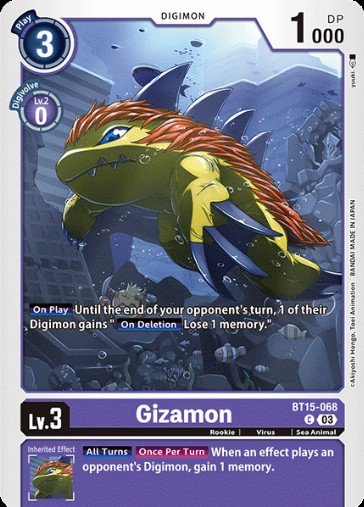 DIGIMON
Play
3
DP
1000
Digivolve
Lv.2
0
yuuki
©Akiyoshi Hongo, Toei Animation BANDAI MADE IN JAPAN
On Play Until the end of your opponent's turn, 1 of their
Digimon gains " On Deletion Lose 1 memory."
BT15-068
Lv.3 Gizamon C 03
Rookie Virus Sea Animal
Inherited Effect
All Turns Once Per Turn When an effect plays an
opponent's Digimon, gain 1 memory.